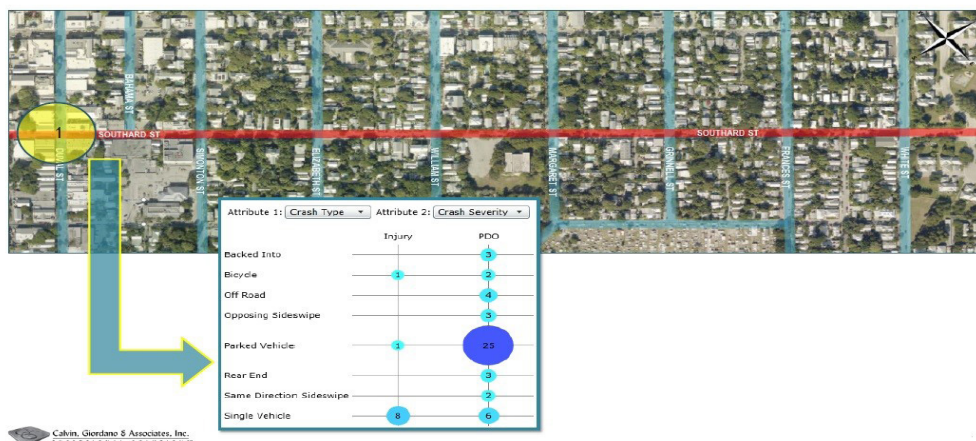 1
SOUTHARD ST
SOUTHARD ST
DUVAL ST
BAHAMA ST
SIMONTON ST
ELIZABETH ST
WILLIAM ST
MARGARET ST
GRINNELL ST
FRANCES ST
WHITE ST
Attribute 1: Crash Type Attribute 2: Crash Severity
Injury PDO
Backed Into 3
Bicycle 1 2
Off Road 4
Opposing Sideswipe 3
Parked Vehicle 1 25
Rear End 3
Same Direction Sideswipe 2
Single Vehicle 8 6
Calvin, Giordano & Associates, Inc.